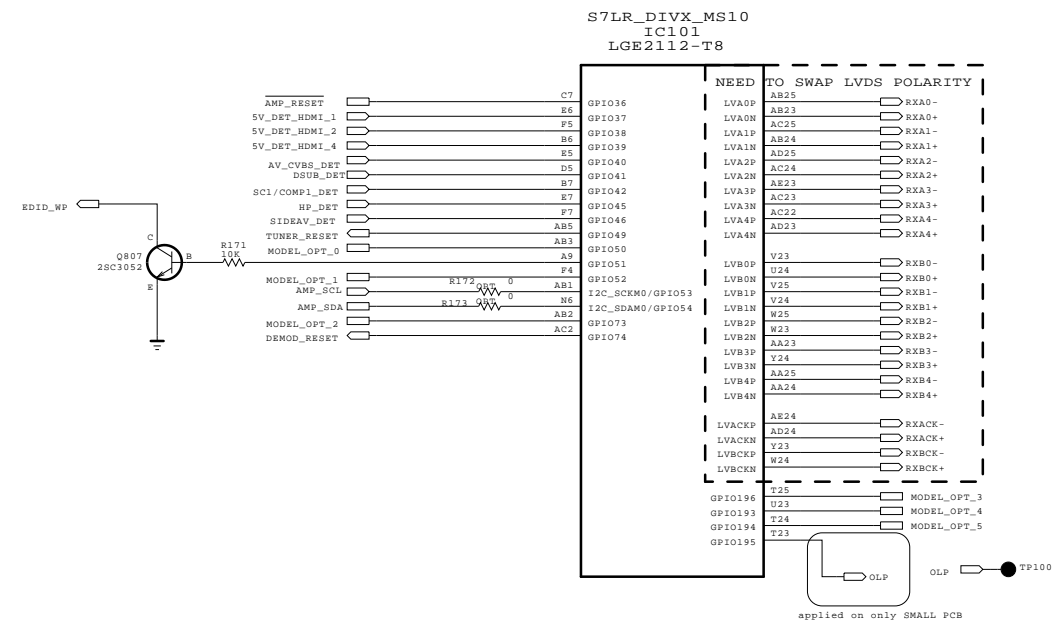 S7LR_DIVX_MS10
IC101
LGE2112-T8
NEED TO SWAP LVDS POLARITY
AMP_RESET C7 GPIO36 LVA0P AB25 RXA0-
5V_DET_HDMI_1 E6 GPIO37 LVA0N AB23 RXA0+
5V_DET_HDMI_2 F5 GPIO38 LVA1P AC25 RXA1-
5V_DET_HDMI_4 B6 GPIO39 LVA1N AB24 RXA1+
AV_CVBS_DET E5 GPIO40 LVA2P AD25 RXA2-
DSUB_DET D5 GPIO41 LVA2N AC24 RXA2+
SC1/COMP1_DET B7 GPIO42 LVA3P AE23 RXA3-
HP_DET E7 GPIO45 LVA3N AC23 RXA3+
SIDEAV_DET F7 GPIO46 LVA4P AC22 RXA4-
TUNER_RESET AB5 GPIO49 LVA4N AD23 RXA4+
MODEL_OPT_0 AB3 GPIO50
EDID_WP
C
Q807
2SC3052
B
E
R171
10K
A9 GPIO51 LVB0P V23 RXB0-
MODEL_OPT_1 F4 GPIO52 LVB0N U24 RXB0+
AMP_SCL R172 OPT 0 AB1 I2C_SCKM0/GPIO53 LVB1P V25 RXB1-
AMP_SDA R173 OPT 0 N6 I2C_SDAM0/GPIO54 LVB1N V24 RXB1+
MODEL_OPT_2 AB2 GPIO73 LVB2P W25 RXB2-
DEMOD_RESET AC2 GPIO74 LVB2N W23 RXB2+
LVB3P AA23 RXB3-
LVB3N Y24 RXB3+
LVB4P AA25 RXB4-
LVB4N AA24 RXB4+
LVACKP AE24 RXACK-
LVACKN AD24 RXACK+
LVBCKP Y23 RXBCK-
LVBCKN W24 RXBCK+
GPIO196 T25 MODEL_OPT_3
GPIO193 U23 MODEL_OPT_4
GPIO194 T24 MODEL_OPT_5
GPIO195 T23
OLP
OLP TP100
applied on only SMALL PCB